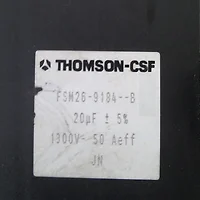 THOMSON-CSF
FSM26-9184--B
20µF ± 5%
1300V= 50 Aeff
JN